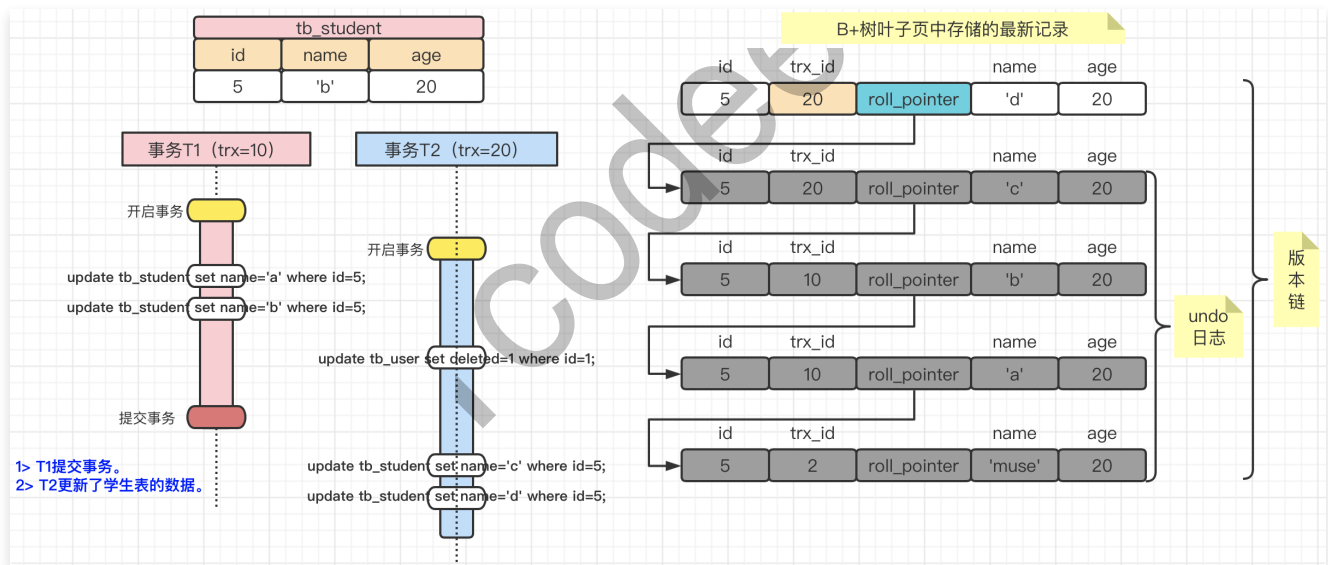 tb_student
id name age
5 'b' 20
事务T1（trx=10）
事务T2（trx=20）
开启事务
开启事务
update tb_student set name='a' where id=5;
update tb_student set name='b' where id=5;
update tb_user set deleted=1 where id=1;
提交事务
update tb_student set name='c' where id=5;
update tb_student set name='d' where id=5;
1> T1提交事务。
2> T2更新了学生表的数据。
B+树叶子页中存储的最新记录
id trx_id name age
5 20 roll_pointer 'd' 20
id trx_id name age
5 20 roll_pointer 'c' 20
id trx_id name age
5 10 roll_pointer 'b' 20
id trx_id name age
5 10 roll_pointer 'a' 20
id trx_id name age
5 2 roll_pointer 'muse' 20
undo
日志
版
本
链